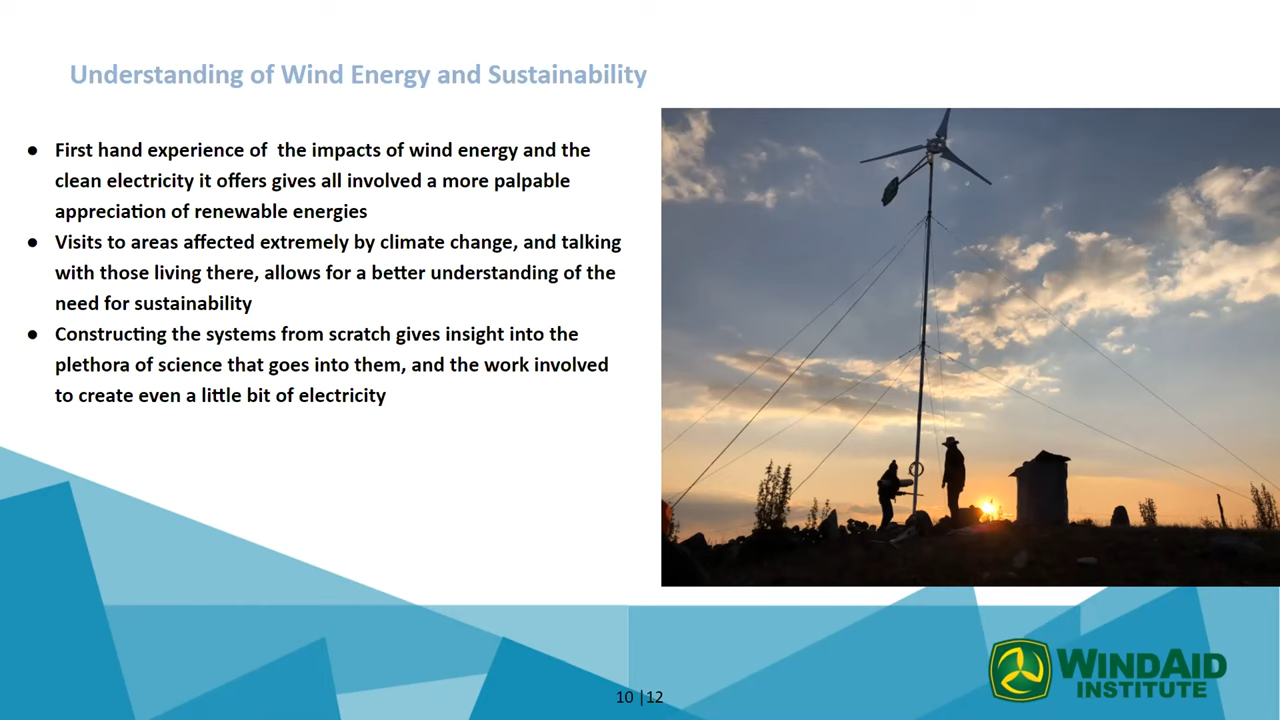 Understanding of Wind Energy and Sustainability
● First hand experience of  the impacts of wind energy and the
clean electricity it offers gives all involved a more palpable
appreciation of renewable energies
● Visits to areas affected extremely by climate change, and talking
with those living there, allows for a better understanding of the
need for sustainability
● Constructing the systems from scratch gives insight into the
plethora of science that goes into them, and the work involved
to create even a little bit of electricity
WINDAID
INSTITUTE
10 |12